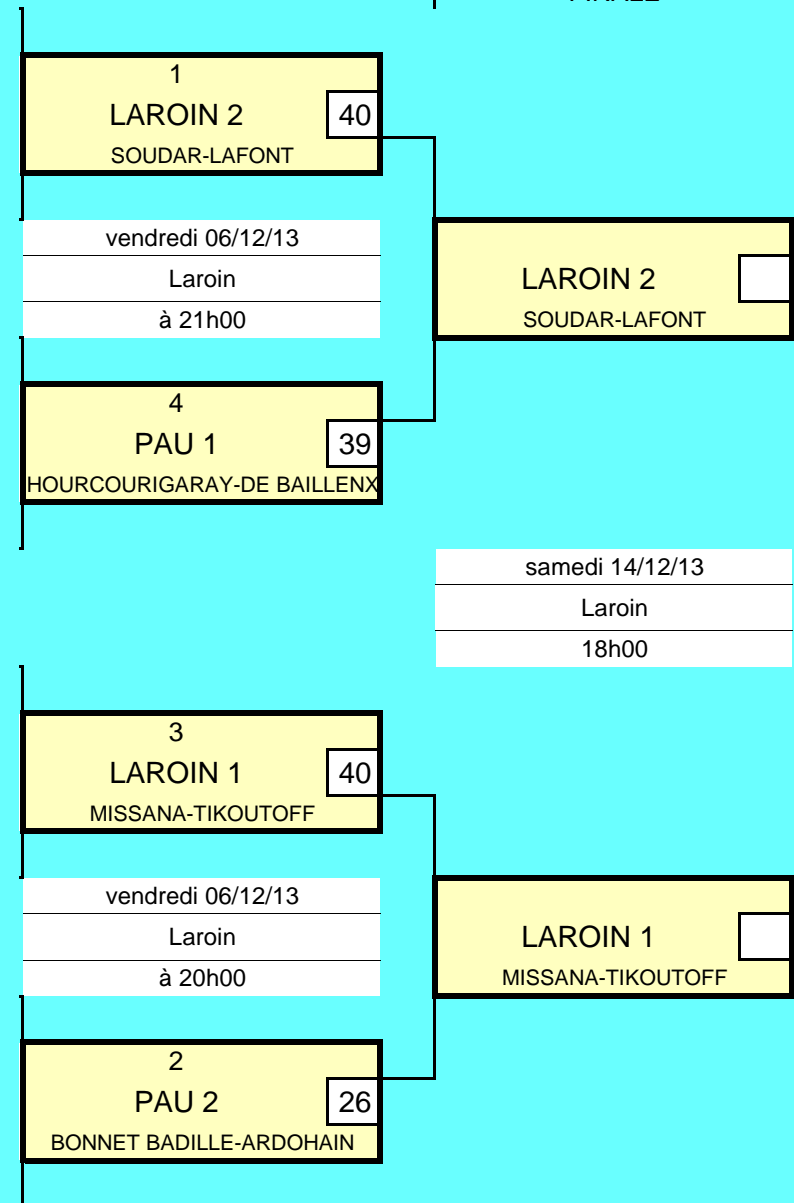 1
LAROIN 2
40
SOUDAR-LAFONT
vendredi 06/12/13
Laroin
à 21h00
LAROIN 2
SOUDAR-LAFONT
4
PAU 1
39
HOURCOURIGARAY-DE BAILLENX
samedi 14/12/13
Laroin
18h00
3
LAROIN 1
40
MISSANA-TIKOUTOFF
vendredi 06/12/13
Laroin
à 20h00
LAROIN 1
MISSANA-TIKOUTOFF
2
PAU 2
26
BONNET BADILLE-ARDOHAIN